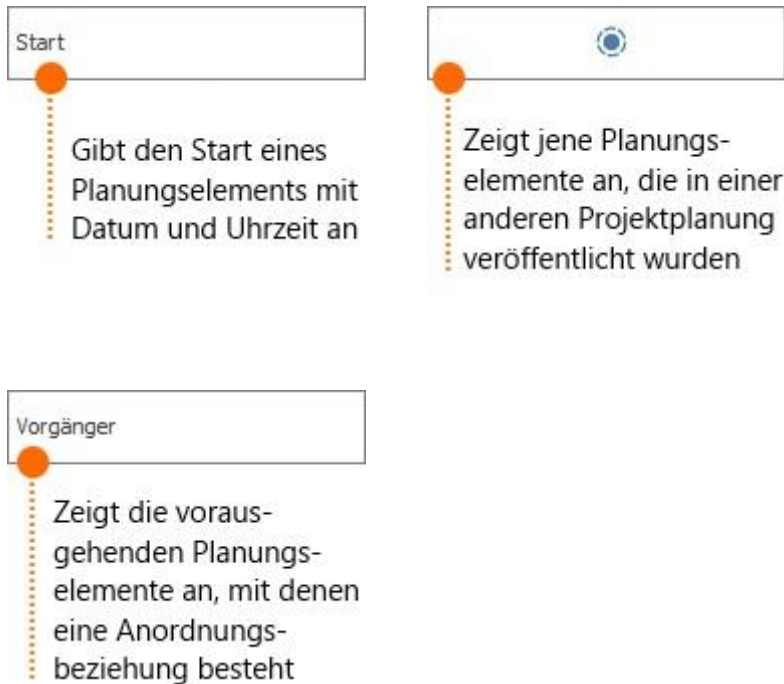 Start
Gibt den Start eines
Planungselements mit
Datum und Uhrzeit an
Zeigt jene Planungs-
elemente an, die in einer
anderen Projektplanung
veröffentlicht wurden
Vorgänger
Zeigt die voraus-
gehenden Planungs-
elemente an, mit denen
eine Anordnungs-
beziehung besteht